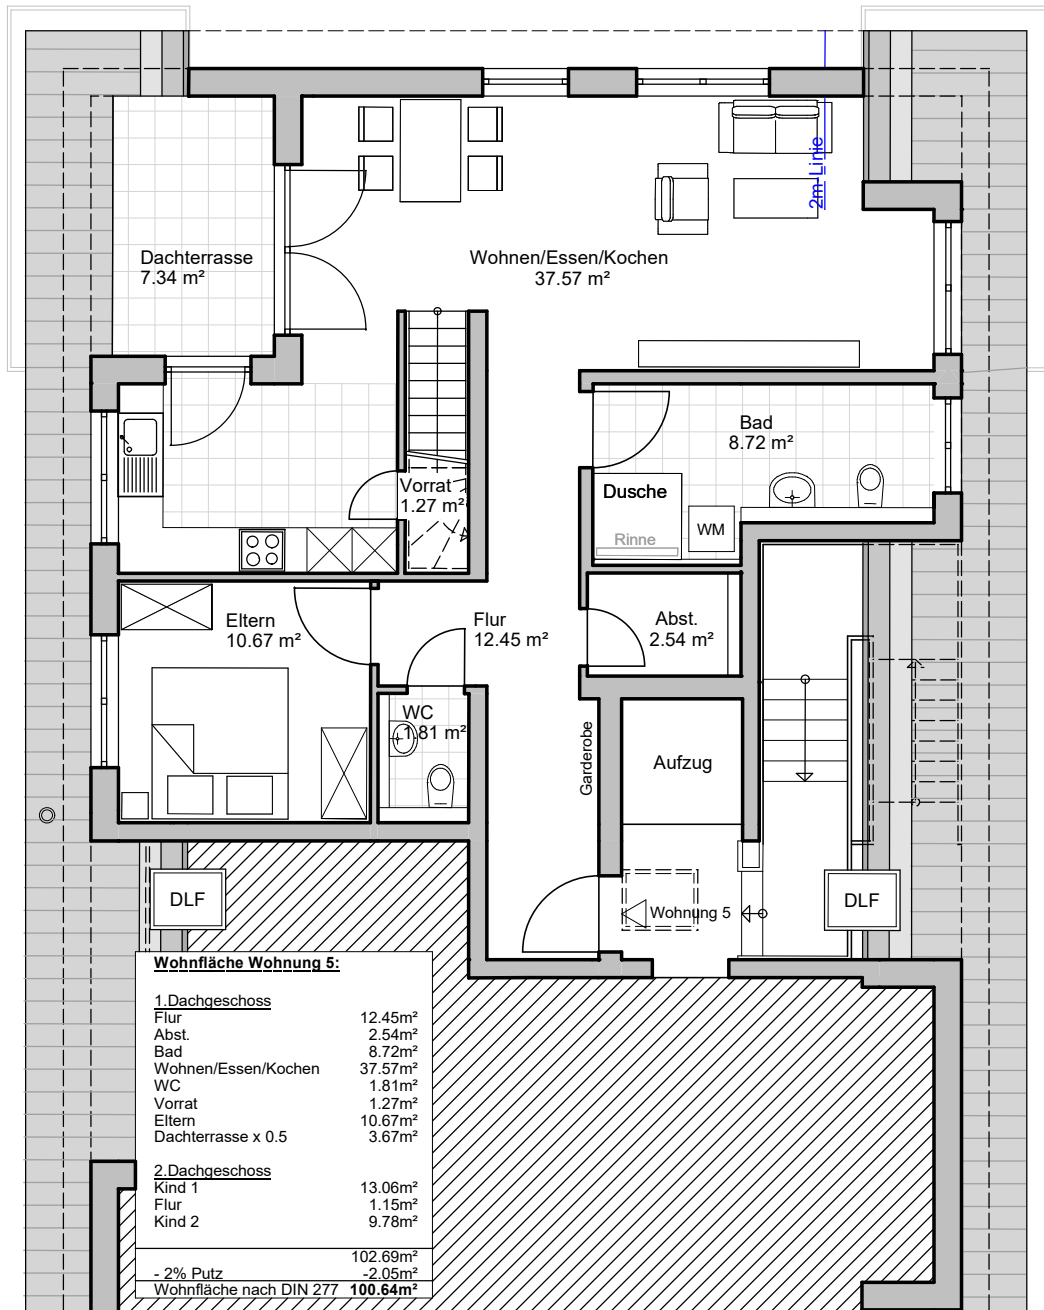 2m-Linie
Dachterrasse
7.34 m²
Wohnen/Essen/Kochen
37.57 m²
Bad
8.72 m²
Vorrat
1.27 m²
Dusche
Rinne
WM
Eltern
10.67 m²
Flur
12.45 m²
Abst.
2.54 m²
WC
1.81 m²
Garderobe
Aufzug
DLF
Wohnung 5
DLF
Wohnfläche Wohnung 5:
1.Dachgeschoss
Flur 12.45m²
Abst. 2.54m²
Bad 8.72m²
Wohnen/Essen/Kochen 37.57m²
WC 1.81m²
Vorrat 1.27m²
Eltern 10.67m²
Dachterrasse x 0.5 3.67m²
2.Dachgeschoss
Kind 1 13.06m²
Flur 1.15m²
Kind 2 9.78m²
102.69m²
- 2% Putz -2.05m²
Wohnfläche nach DIN 277 100.64m²